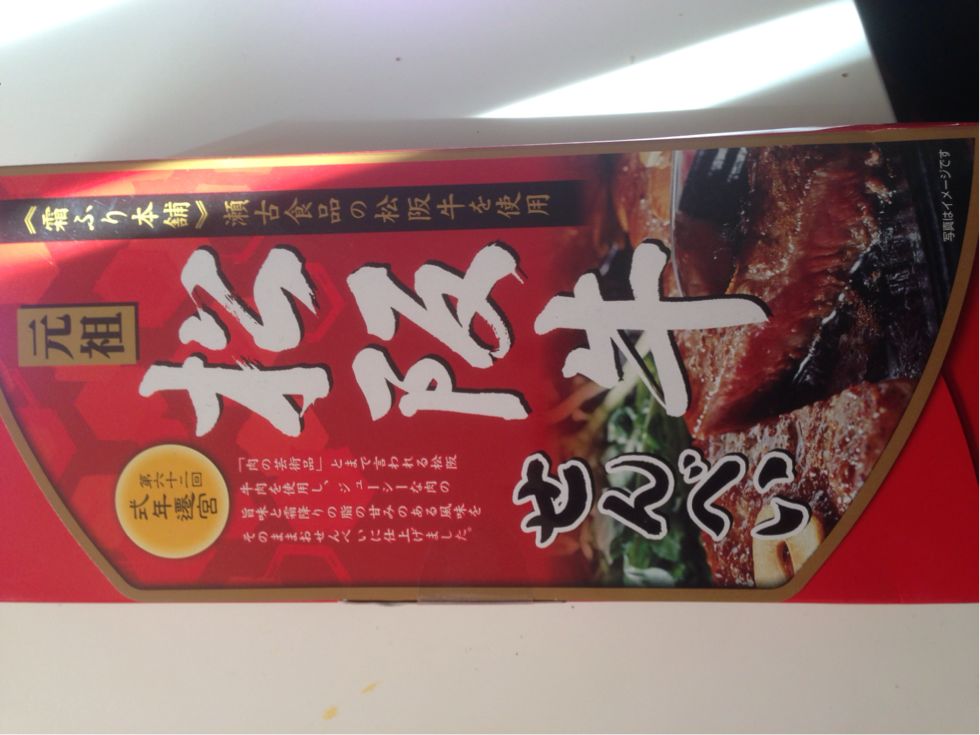 《霜ふり本舗》瀬古食品の松阪牛を使用
元祖
松阪牛
せんべい
第六十二回
式年遷宮
「肉の芸術品」とまで言われる松阪
牛肉を使用し、ジューシーな肉の
旨味と霜降りの脂の甘みのある風味を
そのままおせんべいに仕上げました。
写真はイメージです